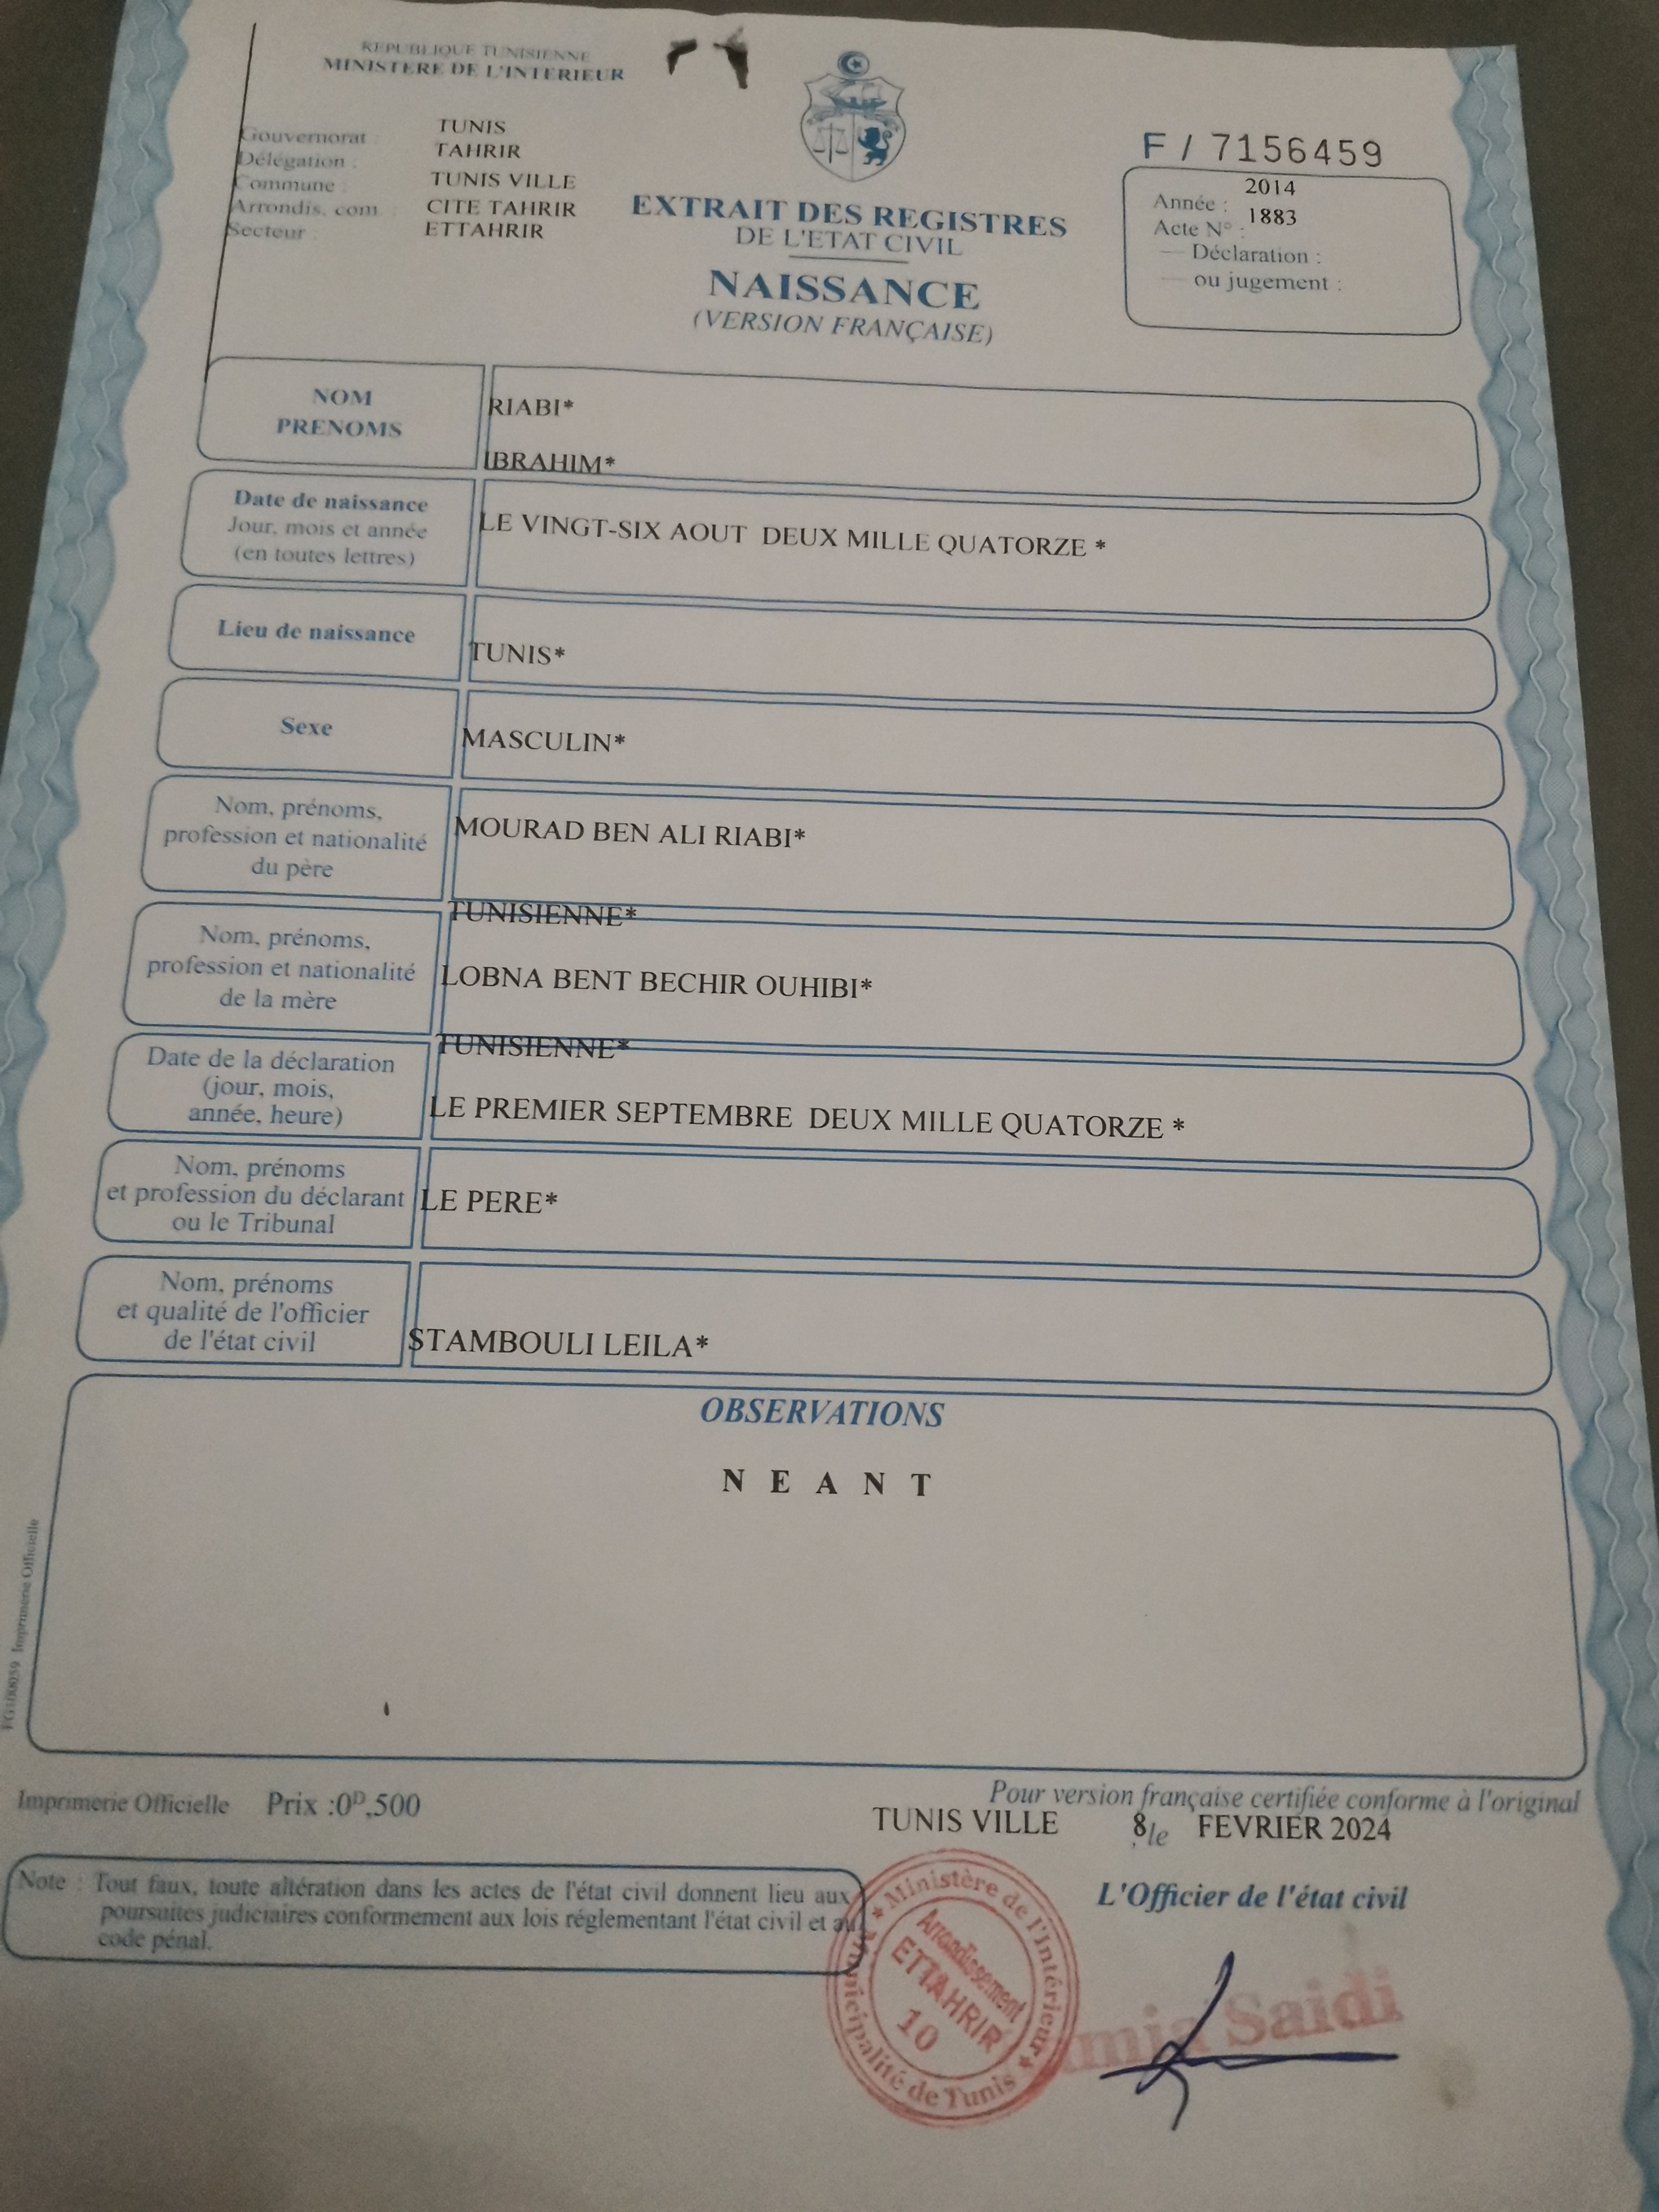 REPUBLIQUE TUNISIENNE
MINISTERE DE L'INTERIEUR
Gouvernorat : TUNIS
Délégation : TAHRIR
Commune : TUNIS VILLE
Arrondis. com : CITE TAHRIR
Secteur : ETTAHRIR
EXTRAIT DES REGISTRES
DE L'ETAT CIVIL
NAISSANCE
(VERSION FRANÇAISE)
F / 7156459
Année : 2014
Acte N° : 1883
— Déclaration :
— ou jugement :
NOM
PRENOMS
RIABI*
IBRAHIM*
Date de naissance
Jour, mois et année
(en toutes lettres)
LE VINGT-SIX AOUT DEUX MILLE QUATORZE *
Lieu de naissance
TUNIS*
Sexe
MASCULIN*
Nom, prénoms,
profession et nationalité
du père
MOURAD BEN ALI RIABI*
TUNISIENNE*
Nom, prénoms,
profession et nationalité
de la mère
LOBNA BENT BECHIR OUHIBI*
TUNISIENNE*
Date de la déclaration
(jour, mois,
année, heure)
LE PREMIER SEPTEMBRE DEUX MILLE QUATORZE *
Nom, prénoms
et profession du déclarant
ou le Tribunal
LE PERE*
Nom, prénoms
et qualité de l'officier
de l'état civil
STAMBOULI LEILA*
OBSERVATIONS
N E A N T
Imprimerie Officielle
Imprimerie Officielle Prix :0ᴰ,500
Pour version française certifiée conforme à l'original
TUNIS VILLE 8 le FEVRIER 2024
Note : Tout faux, toute altération dans les actes de l'état civil donnent lieu aux
poursuites judiciaires conformement aux lois réglementant l'état civil et au
code pénal.
L'Officier de l'état civil
Ministère de l'Intérieur
Municipalité de Tunis
Arrondissement
ETTAHRIR
10
Saidi